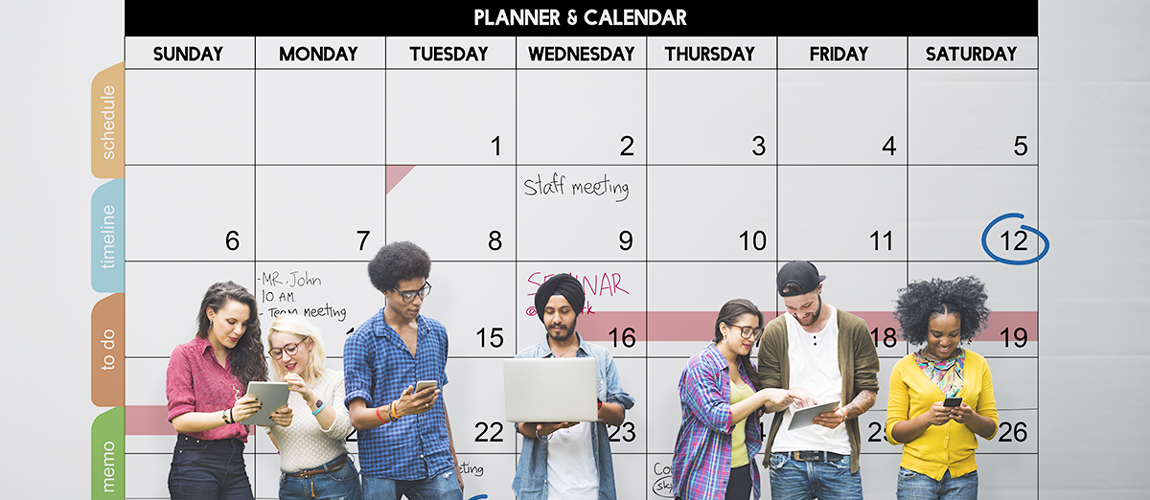 PLANNER & CALENDAR
SUNDAY MONDAY TUESDAY WEDNESDAY THURSDAY FRIDAY SATURDAY
schedule
1 2 3 4 5
timeline
Staff meeting
6 7 8 9 10 11 12
-MR. John
10 AM.
- Team meeting
to do
15 16 18 19
memo
22 23 26